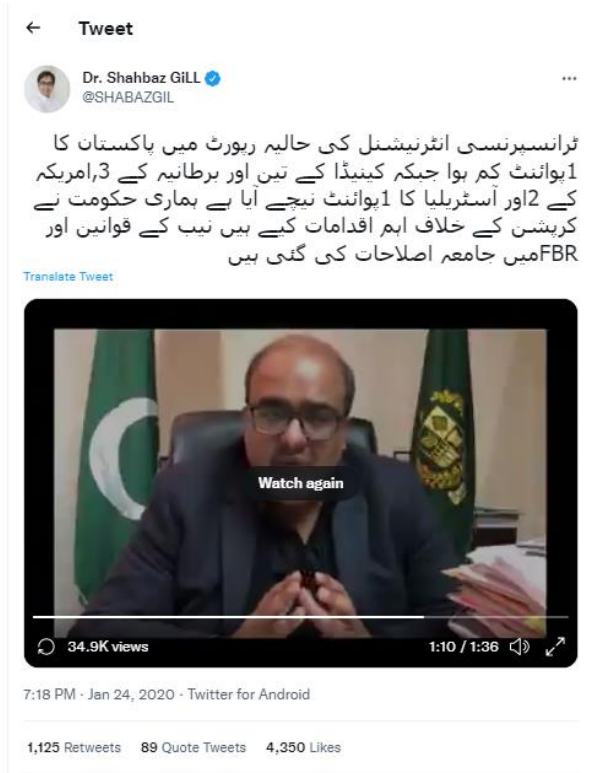 Tweet
Dr. Shahbaz GiLL
@SHABAZGIL
ٹرانسپرنسی انٹرنیشنل کی حالیہ رپورٹ میں پاکستان کا
1پوائنٹ کم ہوا جبکہ کینیڈا کے تین اور برطانیہ کے 3,امریکہ
کے 2اور آسٹریلیا کا 1پوائنٹ نیچے آیا ہے ہماری حکومت نے
کرپشن کے خلاف اہم اقدامات کیے ہیں نیب کے قوانین اور
FBRمیں جامعہ اصلاحات کی گئی ہیں
Translate Tweet
Watch again
34.9K views 1:10 / 1:36
7:18 PM · Jan 24, 2020 · Twitter for Android
1,125 Retweets 89 Quote Tweets 4,350 Likes